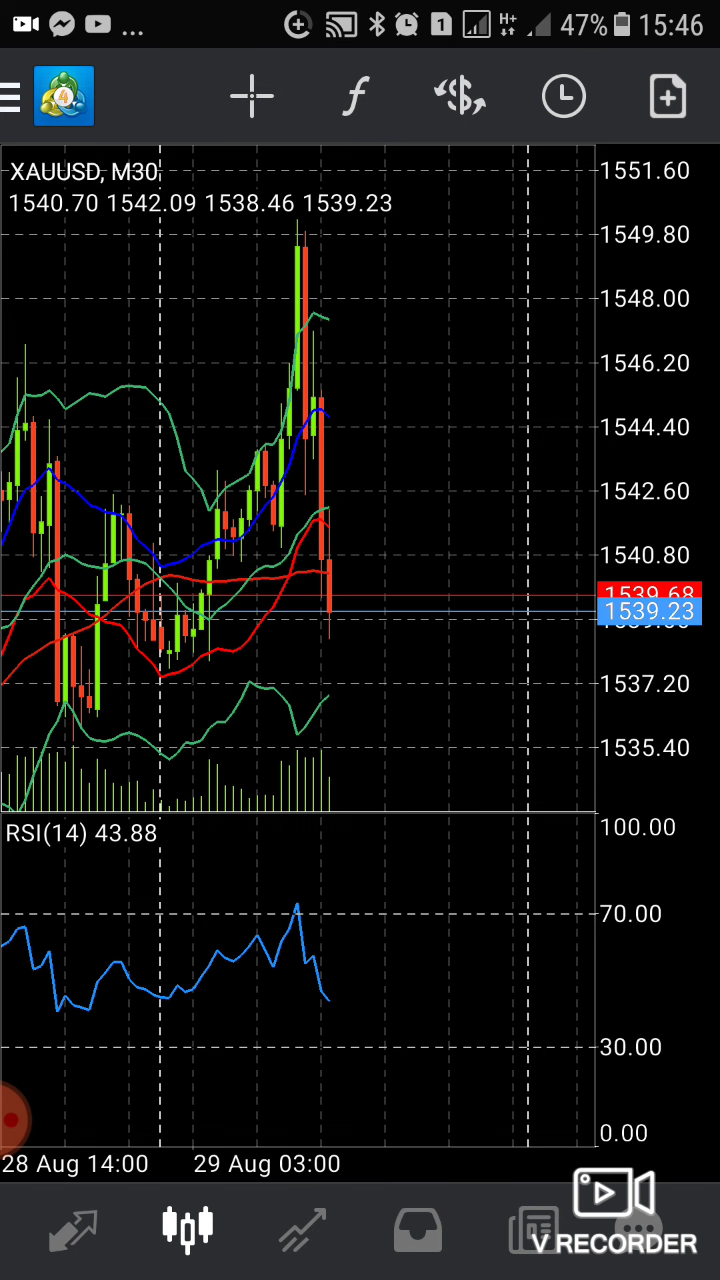 ... 1 H+ 47% 15:46
4 f $
XAUUSD, M30
1540.70 1542.09 1538.46 1539.23
1551.60
1549.80
1548.00
1546.20
1544.40
1542.60
1540.80
1539.68
1539.23
1537.20
1535.40
RSI(14) 43.88
100.00
70.00
30.00
0.00
28 Aug 14:00 29 Aug 03:00
V RECORDER